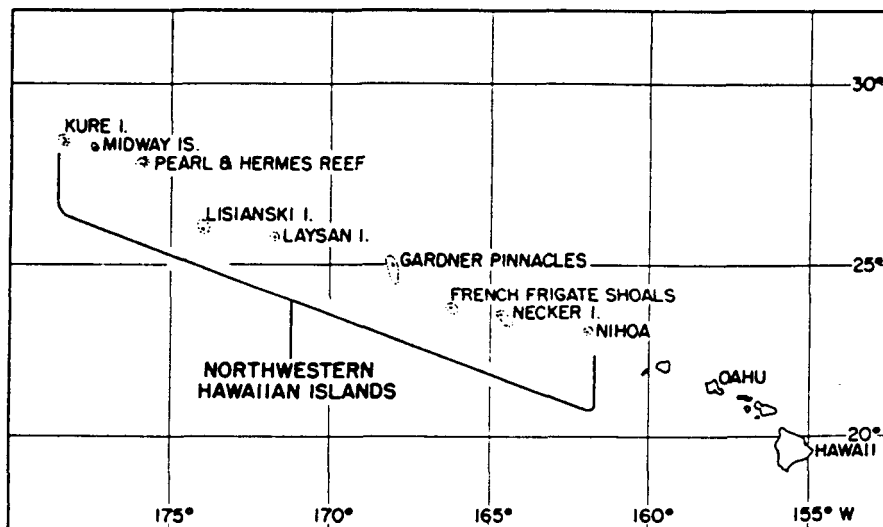 30°
KURE I.
MIDWAY IS.
PEARL & HERMES REEF
LISIANSKI I.
LAYSAN I.
GARDNER PINNACLES
25°
FRENCH FRIGATE SHOALS
NECKER I.
NIHOA
NORTHWESTERN
HAWAIIAN ISLANDS
OAHU
20°
HAWAII
175° 170° 165° 160° 155° W